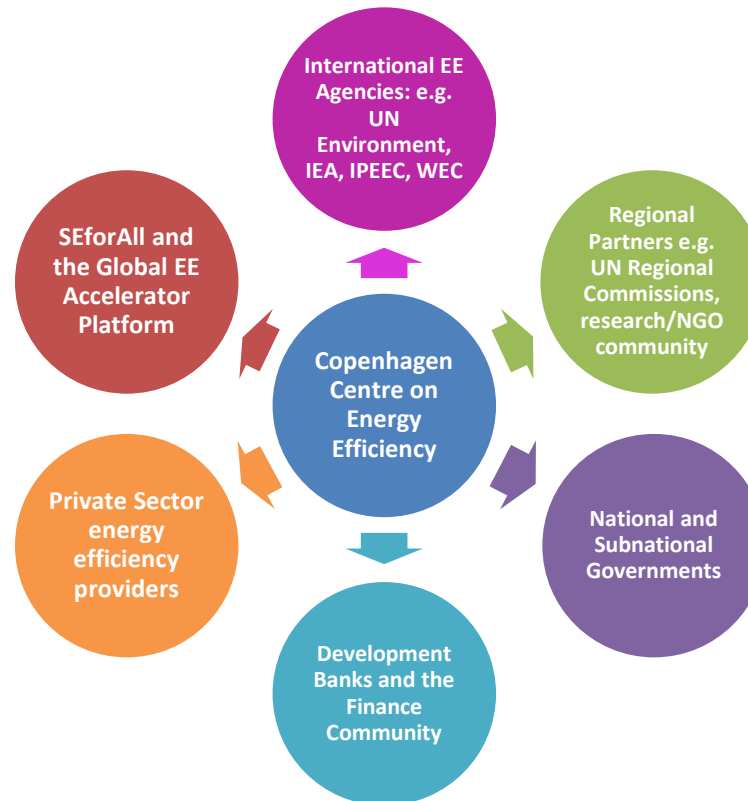 International EE
Agencies: e.g.
UN
Environment,
IEA, IPEEC, WEC
SEforAll and
the Global EE
Accelerator
Platform
Regional
Partners e.g.
UN Regional
Commissions,
research/NGO
community
Copenhagen
Centre on
Energy
Efficiency
Private Sector
energy
efficiency
providers
National and
Subnational
Governments
Development
Banks and the
Finance
Community